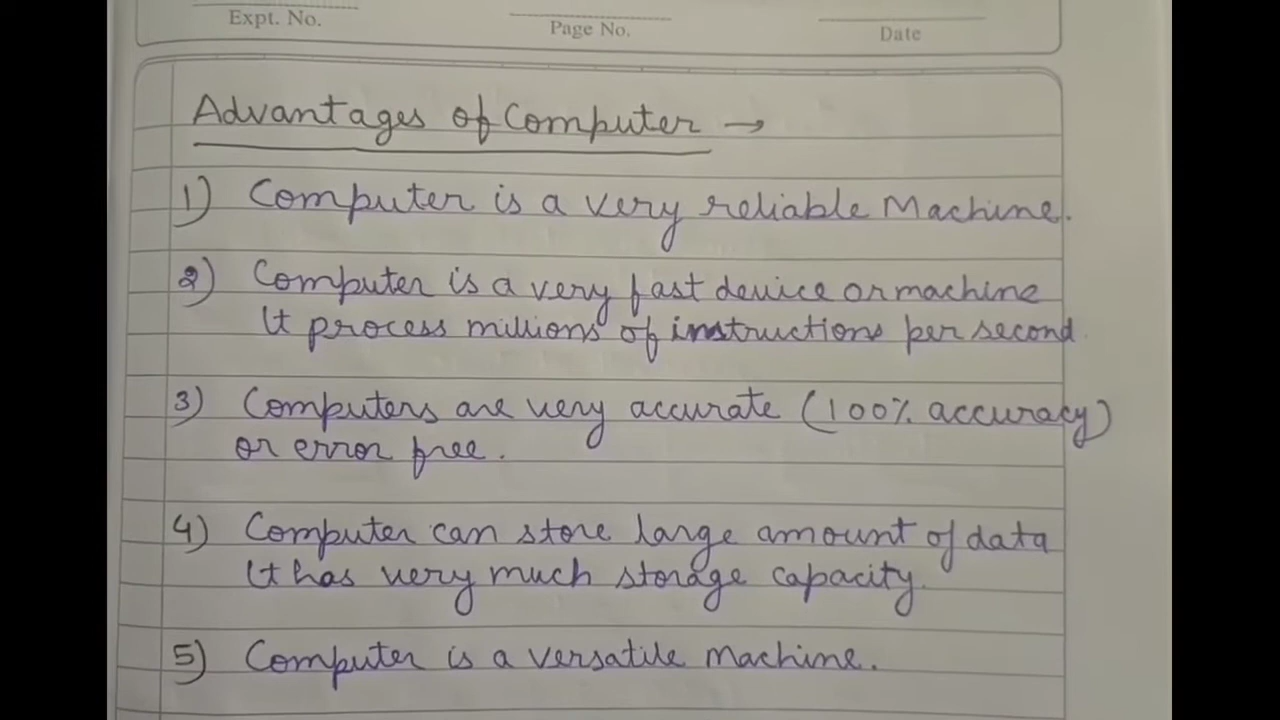 Expt. No.
Page No.
Date
Advantages of Computer →
1) Computer is a very reliable Machine.
2) Computer is a very fast device or machine
It process millions of instructions per second
3) Computers are very accurate (100% accuracy)
or error free.
4) Computer can store large amount of data
It has very much storage capacity.
5) Computer is a versatile machine.